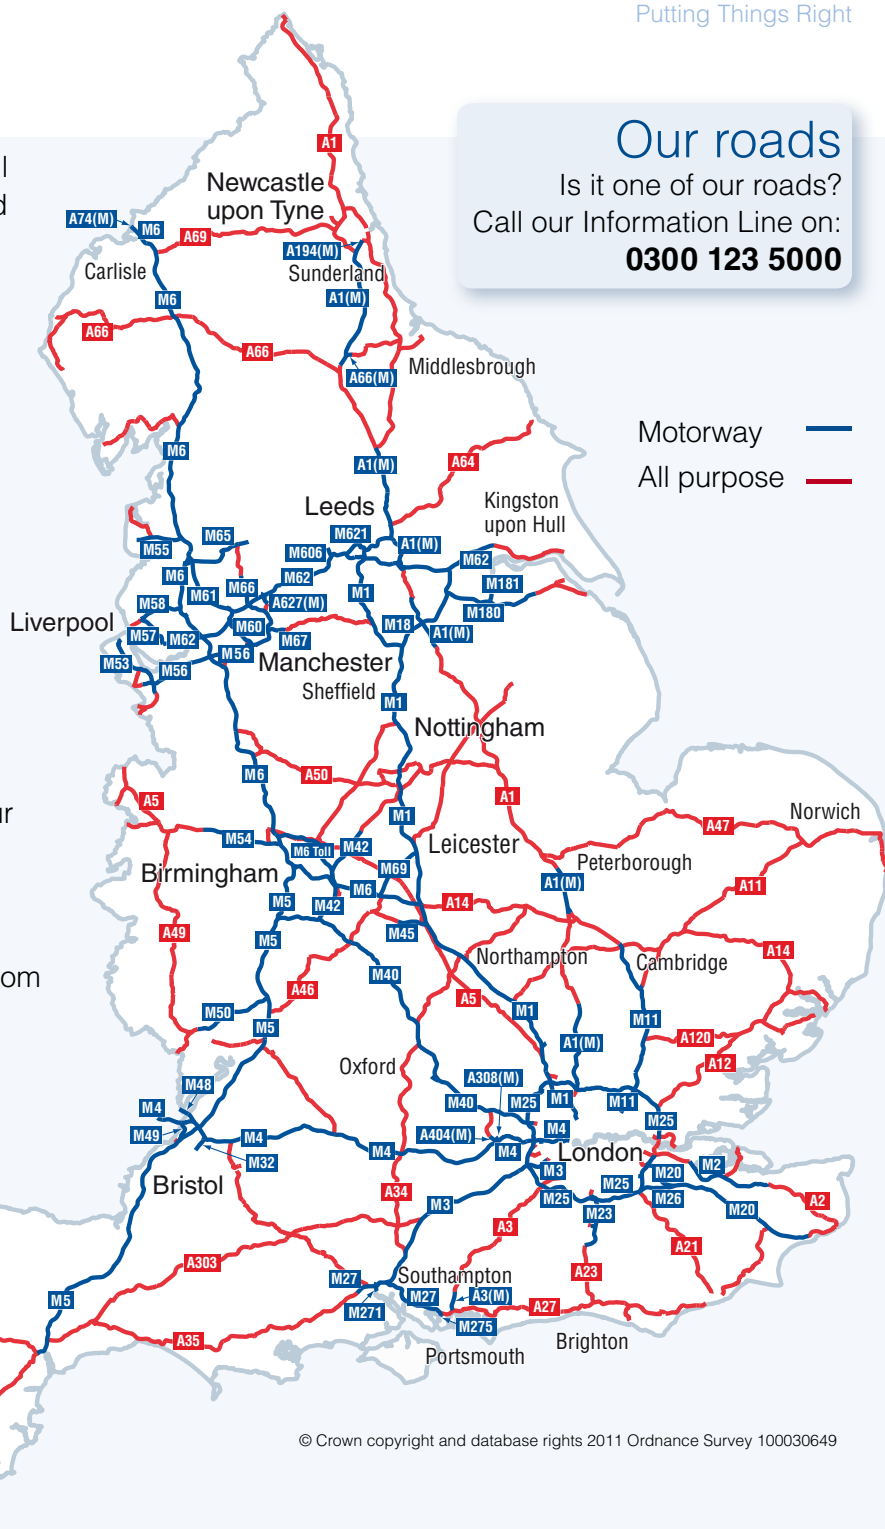 Putting Things Right
Our roads
Is it one of our roads?
Call our Information Line on:
0300 123 5000
l
d
A1
Newcastle
upon Tyne
A74(M)
M6
A69
A194(M)
Carlisle
Sunderland
M6
A1(M)
A66
A66
Middlesbrough
A66(M)
Motorway
All purpose
M6
A1(M)
A64
Leeds
Kingston
upon Hull
M55
M65
M621
M606
A1(M)
M62
M6
M62
M181
M66
M61
A627(M)
M1
M58
M180
Liverpool
M60
M18
M57
M62
M67
A1(M)
M56
M53
M56
Manchester
Sheffield
M1
Nottingham
M6
A50
A5
A1
ur
M1
A47
Norwich
M54
M6 Toll
M42
Leicester
Peterborough
Birmingham
M69
A1(M)
M6
A11
M5
M42
A14
A49
M5
M45
Northampton
Cambridge
A14
om
M40
A46
A5
M50
M1
M11
M5
A1(M)
A120
Oxford
A12
A308(M)
M48
M40
M25
M1
M11
M4
M25
M49
M4
A404(M)
M4
London
M32
M4
M4
M3
M20
M2
Bristol
A34
M25
M25
M26
M3
M23
M20
A2
A3
A21
A303
Southampton
A23
M27
M27
A3(M)
M5
M271
A27
M275
A35
Brighton
Portsmouth
© Crown copyright and database rights 2011 Ordnance Survey 100030649